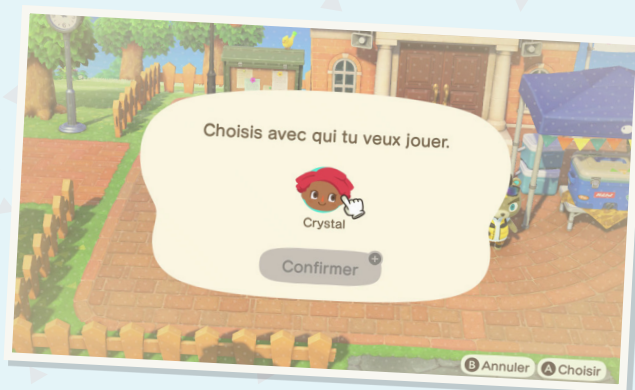 Choisis avec qui tu veux jouer.
Crystal
Confirmer +
B Annuler A Choisir